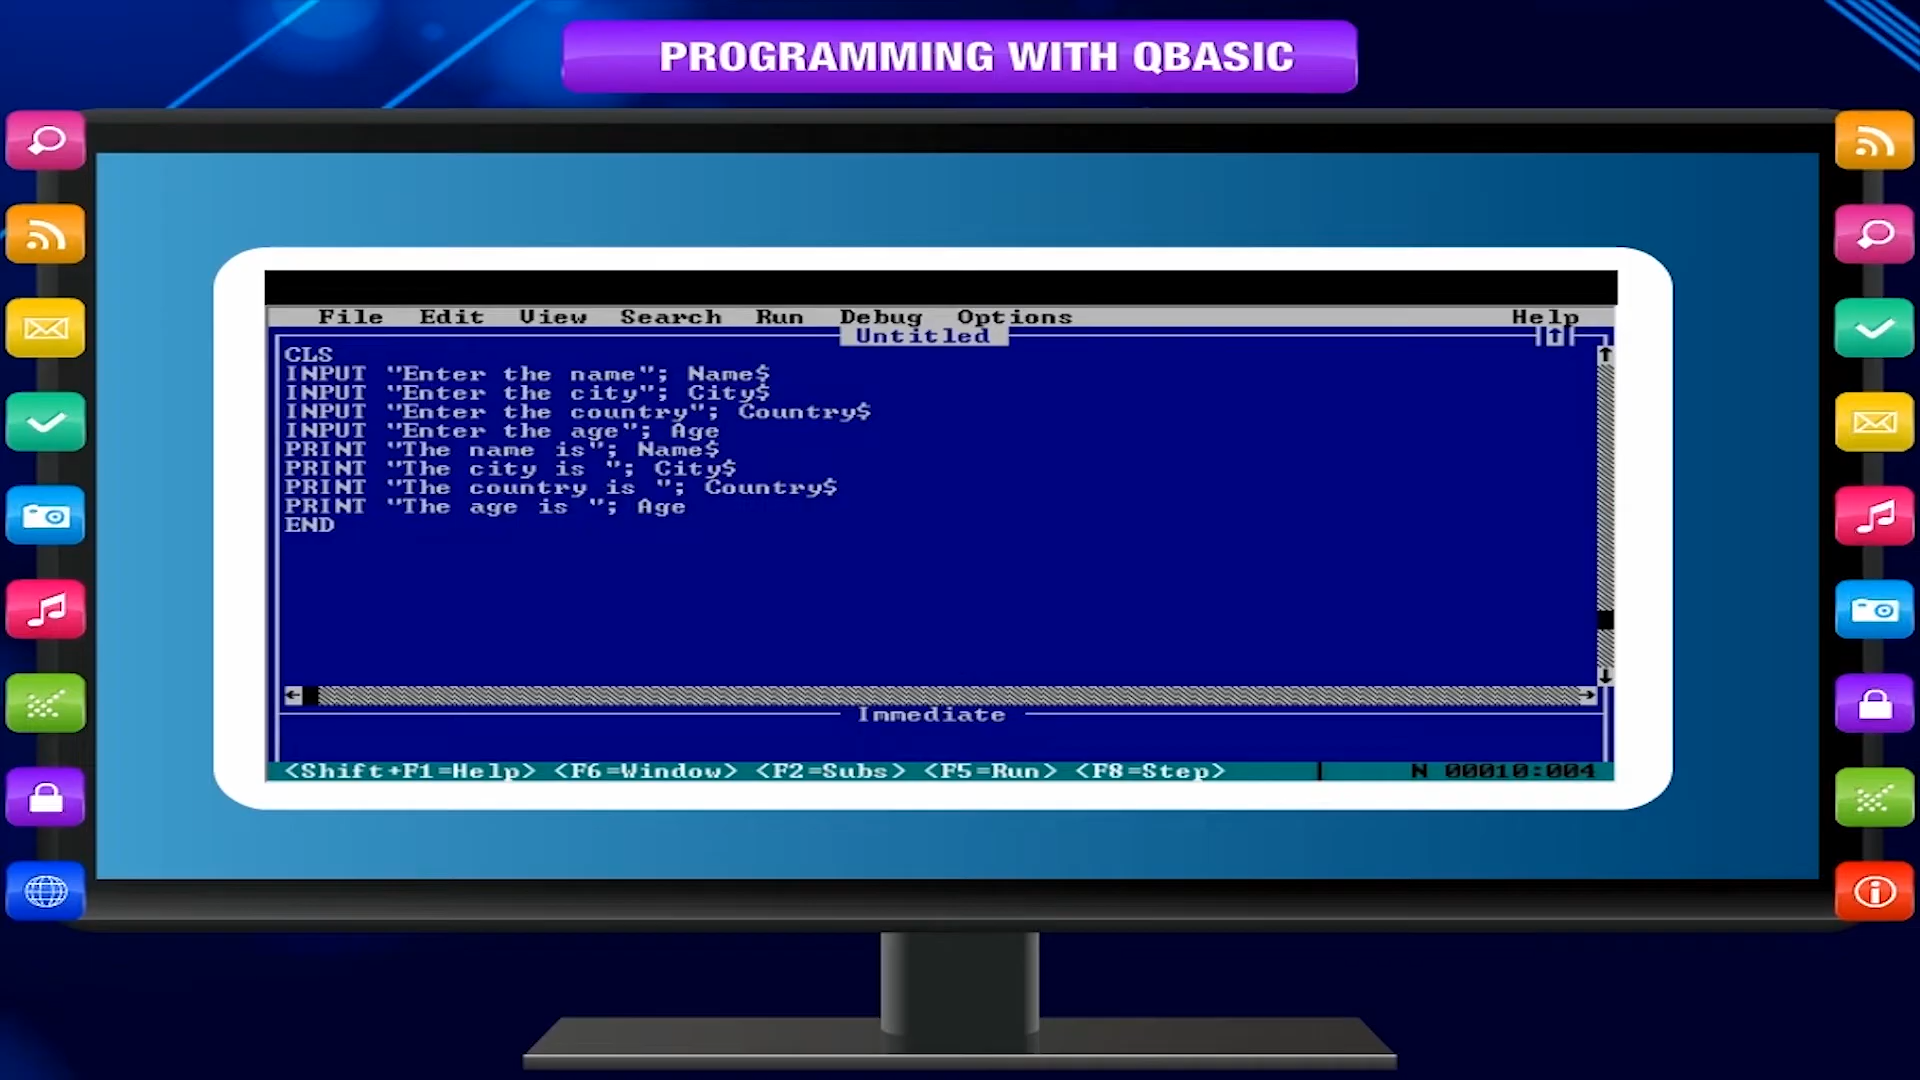 PROGRAMMING WITH QBASIC
File Edit View Search Run Debug Options Help
Untitled
CLS
INPUT "Enter the name"; Name$
INPUT "Enter the city"; City$
INPUT "Enter the country"; Country$
INPUT "Enter the age"; Age
PRINT "The name is"; Name$
PRINT "The city is "; City$
PRINT "The country is "; Country$
PRINT "The age is "; Age
END
Immediate
<Shift+F1=Help> <F6=Window> <F2=Subs> <F5=Run> <F8=Step> N 00010:004